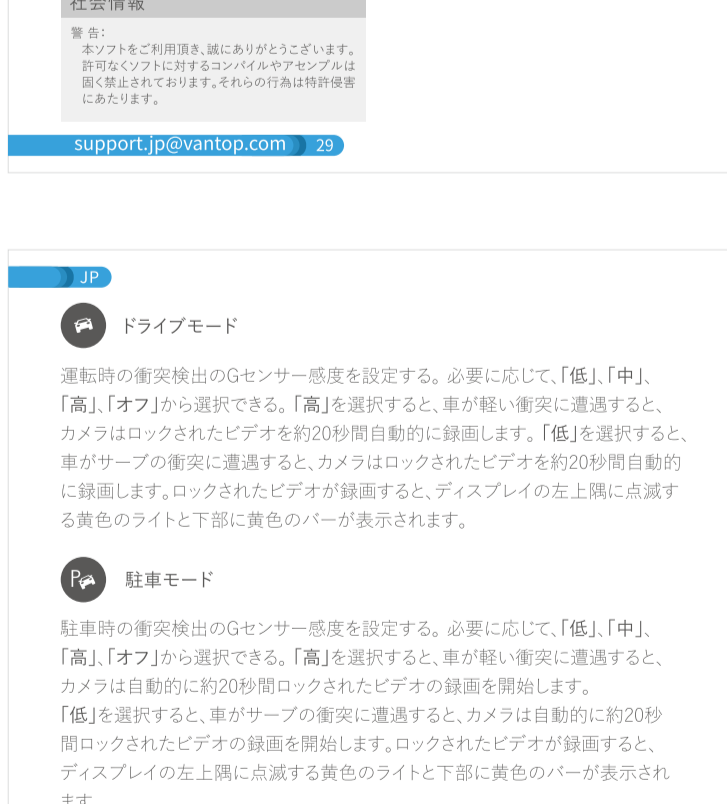 社会情報
警 告:
本ソフトをご利用頂き、誠にありがとうこざいます。
許可なくソフトに対するコンパイルやアセンブルは
固く禁止されております。それらの行為は特許侵害
にあたります。
support.jp@vantop.com 29
JP
ドライブモード
運転時の衝突検出のGセンサー感度を設定する。必要に応じて、「低」、「中」、
「高」、「オフ」から選択できる。「高」を選択すると、車が軽い衝突に遭遇すると、
カメラはロックされたビデオを約20秒間自動的に録画します。「低」を選択すると、
車がサーブの衝突に遭遇すると、カメラはロックされたビデオを約20秒間自動的
に録画します。ロックされたビデオが録画すると、ディスプレイの左上隅に点滅す
る黄色のライトと下部に黄色のバーが表示されます。
P
駐車モード
駐車時の衝突検出のGセンサー感度を設定する。必要に応じて、「低」、「中」、
「高」、「オフ」から選択できる。「高」を選択すると、車が軽い衝突に遭遇すると、
カメラは自動的に約20秒間ロックされたビデオの録画を開始します。
「低」を選択すると、車がサーブの衝突に遭遇すると、カメラは自動的に約20秒
間ロックされたビデオの録画を開始します。ロックされたビデオが録画すると、
ディスプレイの左上隅に点滅する黄色のライトと下部に黄色のバーが表示され
ます